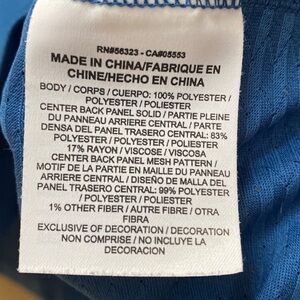 RN#56323 - CA#05553
MADE IN CHINA/FABRIQUE EN
CHINE/HECHO EN CHINA
BODY / CORPS / CUERPO: 100% POLYESTER /
POLYESTER / POLIESTER
CENTER BACK PANEL SOLID / PARTIE PLEINE
DU PANNEAU ARRIERE CENTRAL / PARTE
DENSA DEL PANEL TRASERO CENTRAL: 83%
POLYESTER / POLYESTER / POLIESTER
17% RAYON / VISCOSE / VISCOSA
CENTER BACK PANEL MESH PATTERN /
MOTIF DE LA PARTIE EN MAILLE DU PANNEAU
ARRIERE CENTRAL / DISEÑO DE MALLA DEL
PANEL TRASERO CENTRAL: 99% POLYESTER
/ POLYESTER / POLIESTER
1% OTHER FIBER / AUTRE FIBRE / OTRA
FIBRA
EXCLUSIVE OF DECORATION / DECORATION
NON COMPRISE / NO INCLUYE LA
DECORACION